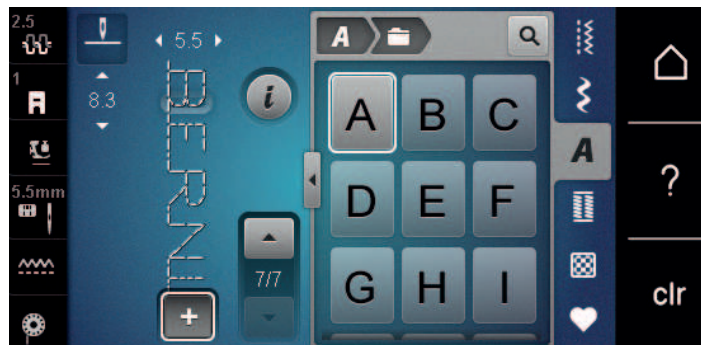 2.5
1
5.5mm
5.5
8.3
BERNI
i
7/7
+
A
A B C
D E F
G H I
A
?
clr